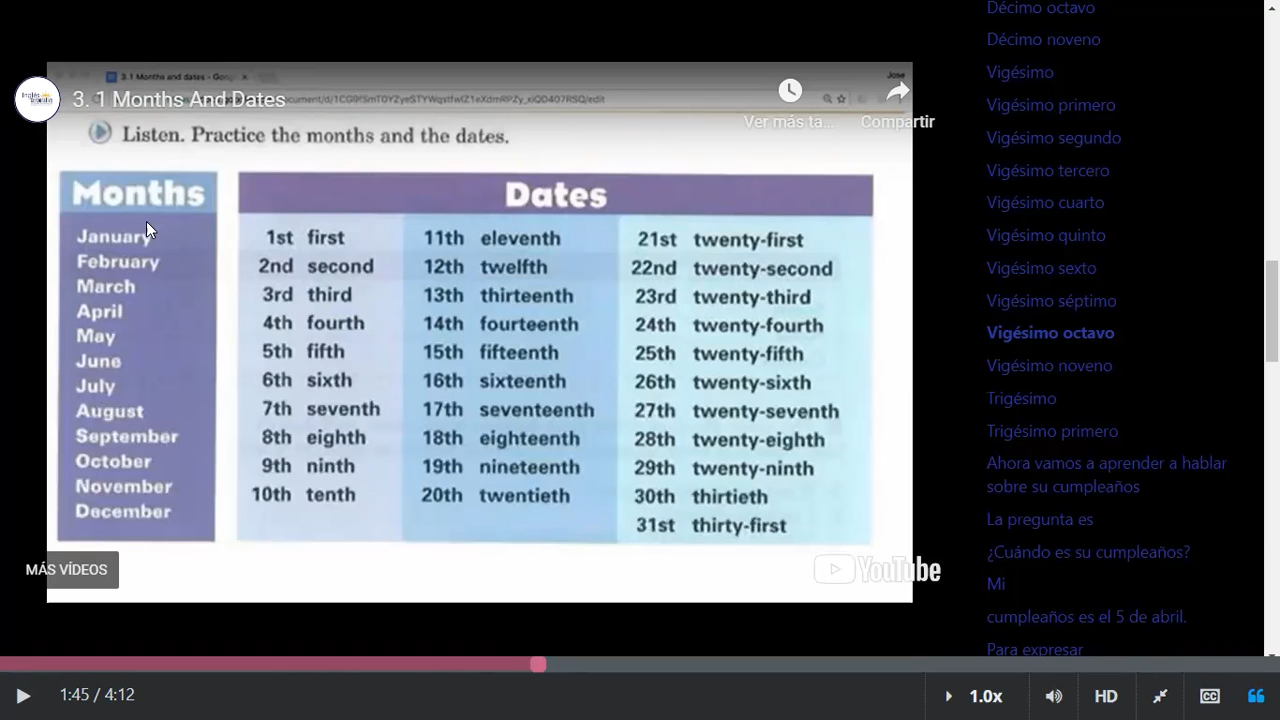 3.1 Months and dates - Goog
Jose
3. 1 Months And Dates
Ver más ta...
Compartir
Listen. Practice the months and the dates.
Months
January
February
March
April
May
June
July
August
September
October
November
December
Dates
1st first
2nd second
3rd third
4th fourth
5th fifth
6th sixth
7th seventh
8th eighth
9th ninth
10th tenth
11th eleventh
12th twelfth
13th thirteenth
14th fourteenth
15th fifteenth
16th sixteenth
17th seventeenth
18th eighteenth
19th nineteenth
20th twentieth
21st twenty-first
22nd twenty-second
23rd twenty-third
24th twenty-fourth
25th twenty-fifth
26th twenty-sixth
27th twenty-seventh
28th twenty-eighth
29th twenty-ninth
30th thirtieth
31st thirty-first
MÁS VÍDEOS
YouTube
Décimo octavo
Décimo noveno
Vigésimo
Vigésimo primero
Vigésimo segundo
Vigésimo tercero
Vigésimo cuarto
Vigésimo quinto
Vigésimo sexto
Vigésimo séptimo
Vigésimo octavo
Vigésimo noveno
Trigésimo
Trigésimo primero
Ahora vamos a aprender a hablar
sobre su cumpleaños
La pregunta es
¿Cuándo es su cumpleaños?
Mi
cumpleaños es el 5 de abril.
Para expresar
1:45 / 4:12
1.0x
HD
CC